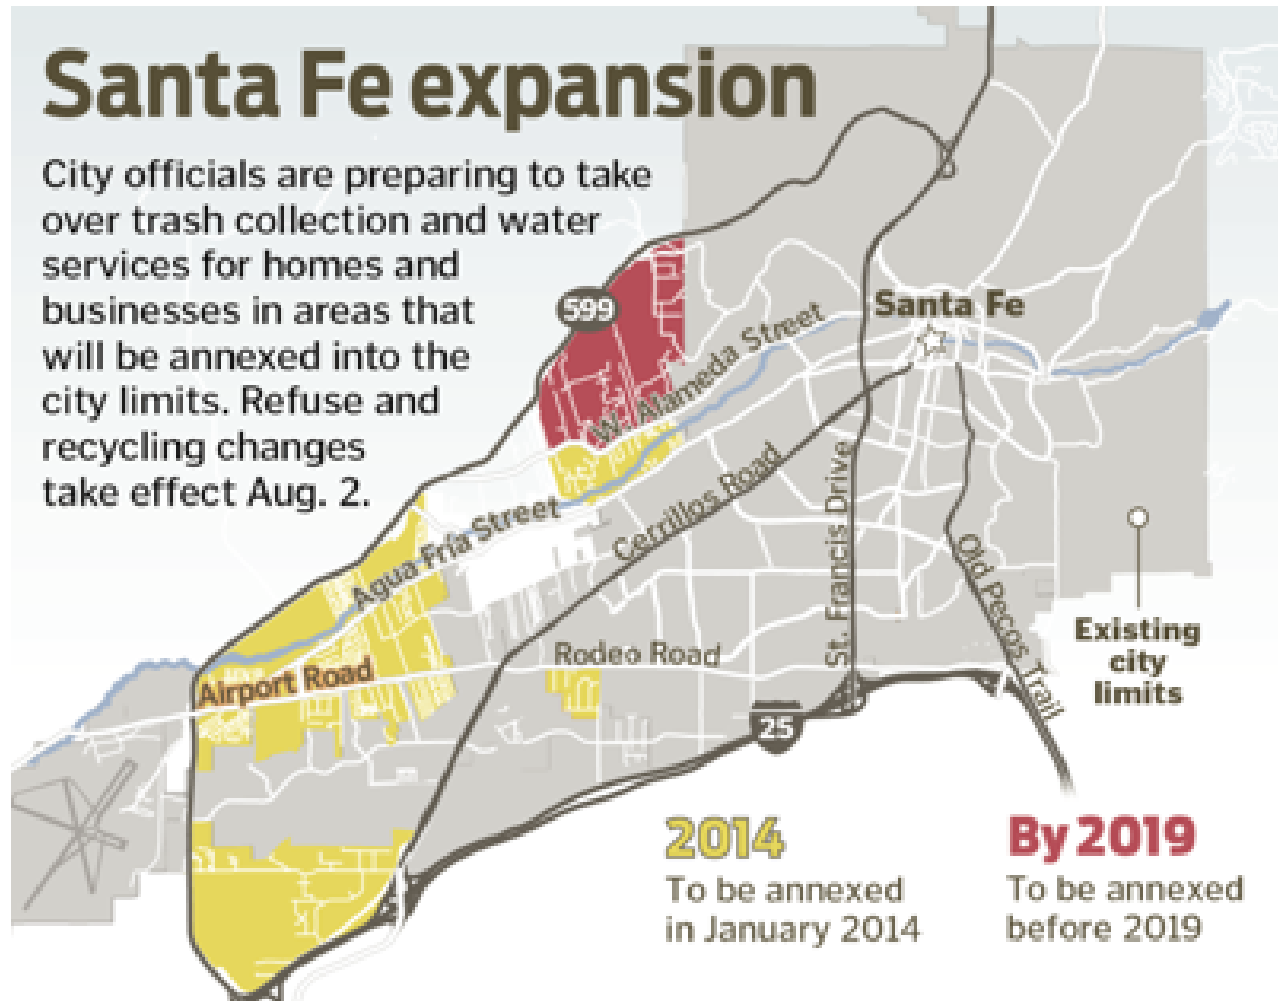 Santa Fe expansion
City officials are preparing to take
over trash collection and water
services for homes and
businesses in areas that
will be annexed into the
city limits. Refuse and
recycling changes
take effect Aug. 2.
599
Santa Fe
W. Alameda Street
Agua Fria Street
Cerrillos Road
St. Francis Drive
Old Pecos Trail
Existing
city
limits
Rodeo Road
Airport Road
25
2014
To be annexed
in January 2014
By 2019
To be annexed
before 2019